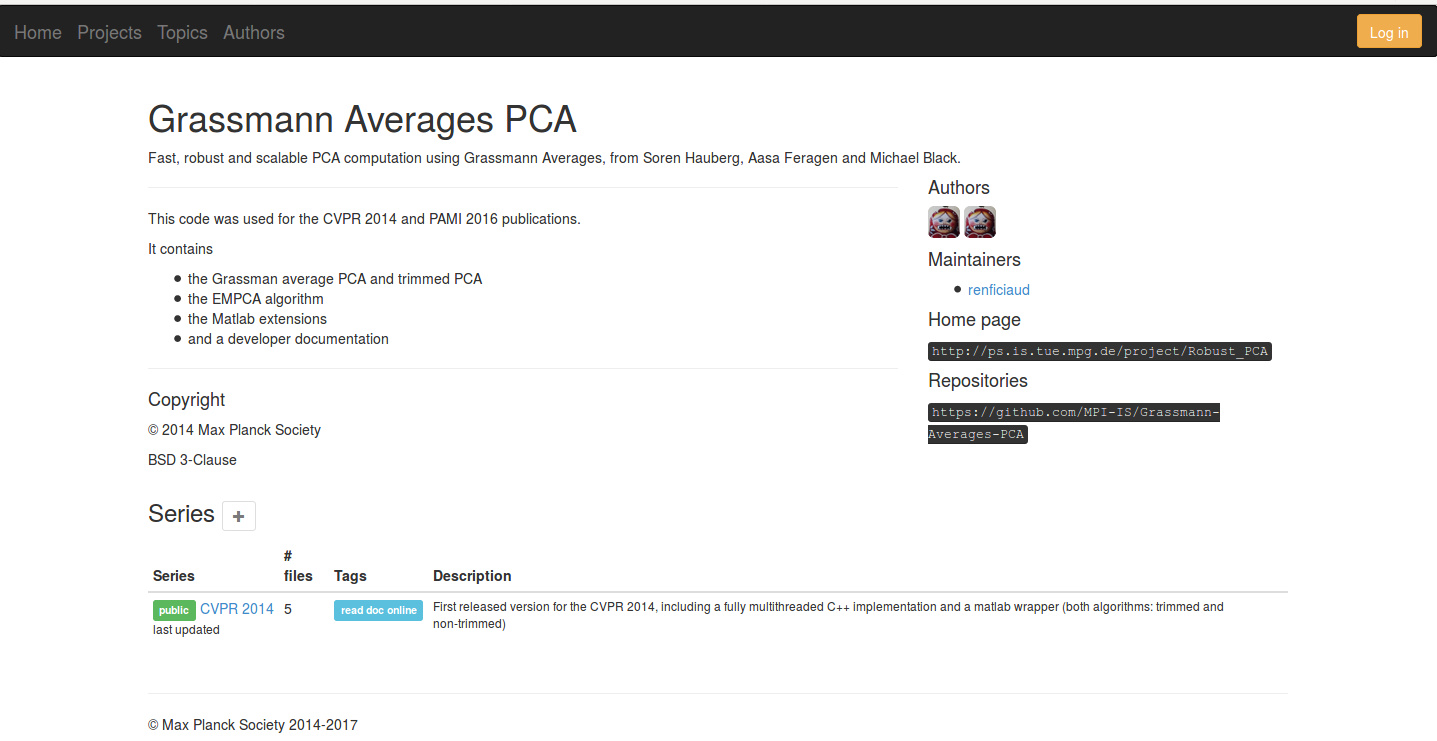 Home Projects Topics Authors Log in
Grassmann Averages PCA
Fast, robust and scalable PCA computation using Grassmann Averages, from Soren Hauberg, Aasa Feragen and Michael Black.
This code was used for the CVPR 2014 and PAMI 2016 publications.
It contains
the Grassman average PCA and trimmed PCA
the EMPCA algorithm
the Matlab extensions
and a developer documentation
Copyright
© 2014 Max Planck Society
BSD 3-Clause
Authors
Maintainers
renficiaud
Home page
http://ps.is.tue.mpg.de/project/Robust_PCA
Repositories
https://github.com/MPI-IS/Grassmann-
Averages-PCA
Series +
Series # files Tags Description
public CVPR 2014 5 read doc online First released version for the CVPR 2014, including a fully multithreaded C++ implementation and a matlab wrapper (both algorithms: trimmed and
last updated non-trimmed)
© Max Planck Society 2014-2017